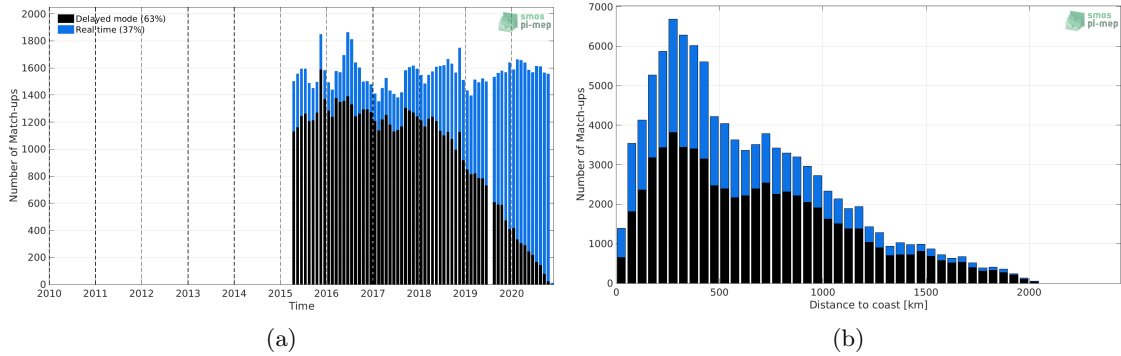 Delayed mode (63%)
Real time (37%)
smos
pi-mep
Number of Match-ups
2000
1800
1600
1400
1200
1000
800
600
400
200
0
2010 2011 2012 2013 2014 2015 2016 2017 2018 2019 2020
Time
(a)
smos
pi-mep
Number of Match-ups
7000
6000
5000
4000
3000
2000
1000
0
0 500 1000 1500 2000
Distance to coast [km]
(b)